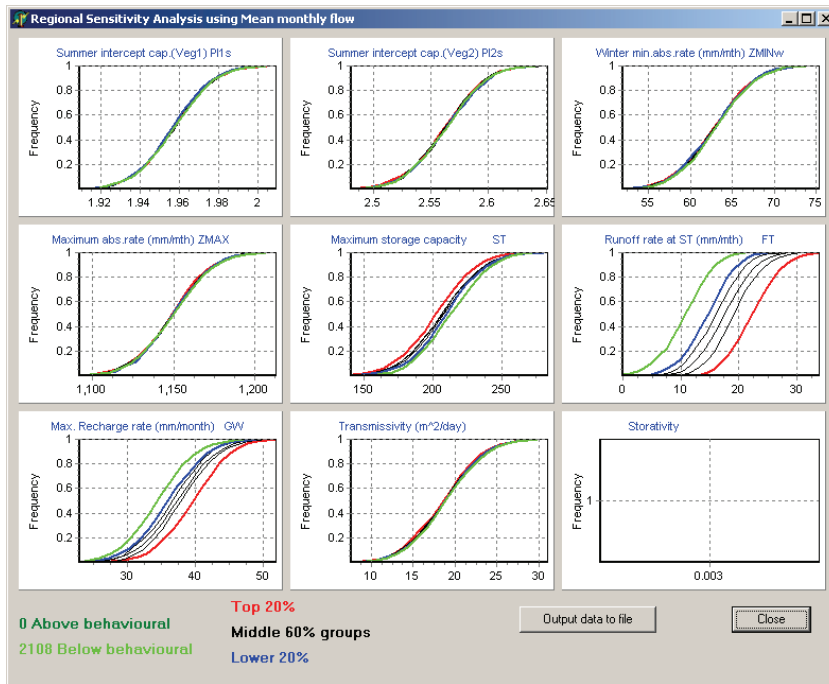 Regional Sensitivity Analysis using Mean monthly flow
Summer intercept cap.(Veg1) PI1s
Frequency
1
0.8
0.6
0.4
0.2
1.92 1.94 1.96 1.98 2
Summer intercept cap.(Veg2) PI2s
Frequency
1
0.8
0.6
0.4
0.2
2.5 2.55 2.6 2.65
Winter min.abs.rate (mm/mth) ZMINw
Frequency
1
0.8
0.6
0.4
0.2
55 60 65 70 75
Maximum abs.rate (mm/mth) ZMAX
Frequency
1
0.8
0.6
0.4
0.2
1,100 1,150 1,200
Maximum storage capacity ST
Frequency
1
0.8
0.6
0.4
0.2
150 200 250
Runoff rate at ST (mm/mth) FT
Frequency
1
0.8
0.6
0.4
0.2
0 10 20 30
Max. Recharge rate (mm/month) GW
Frequency
1
0.8
0.6
0.4
0.2
30 40 50
Transmissivity (m^2/day)
Frequency
1
0.8
0.6
0.4
0.2
10 15 20 25 30
Storativity
Frequency
1
0.003
0 Above behavioural
2108 Below behavioural
Top 20%
Middle 60% groups
Lower 20%
Output data to file
Close